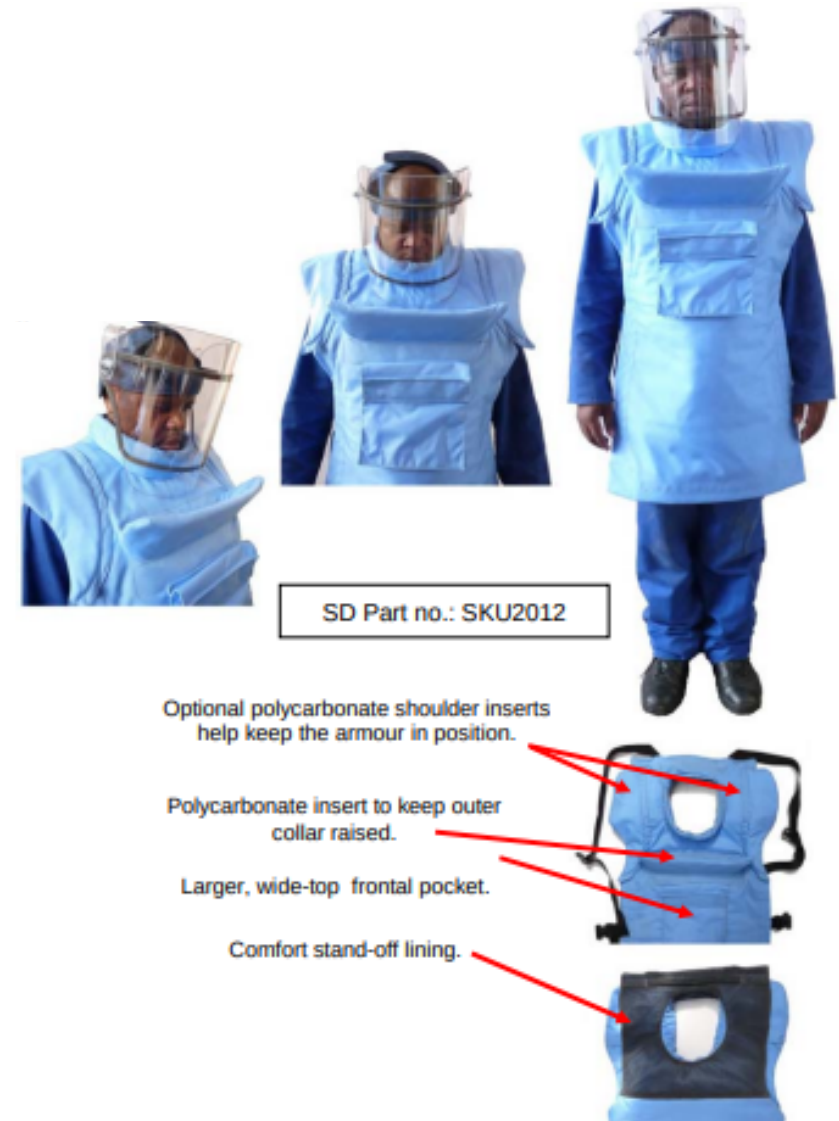 SD Part no.: SKU2012
Optional polycarbonate shoulder inserts
help keep the armour in position.
Polycarbonate insert to keep outer
collar raised.
Larger, wide-top frontal pocket.
Comfort stand-off lining.